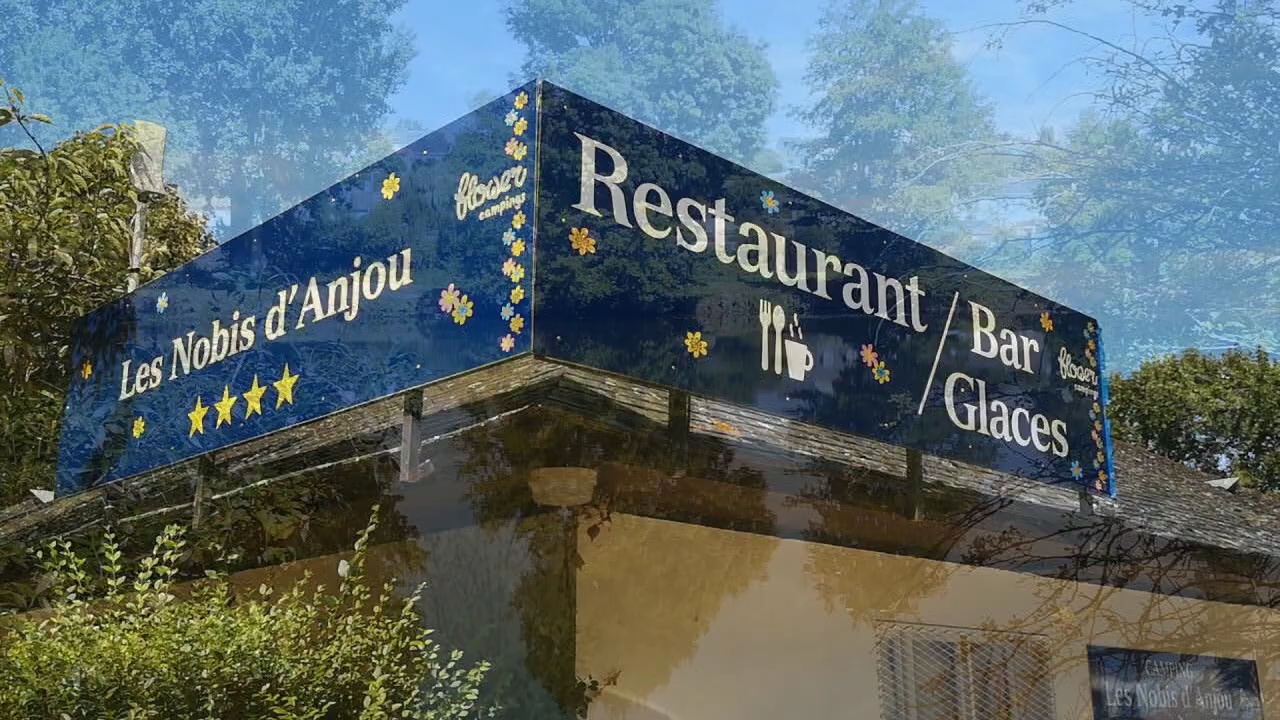 flower
campings
Les Nobis d'Anjou
Restaurant
Bar
Glaces
flower
campings
CAMPING
Les Nobis d'Anjou